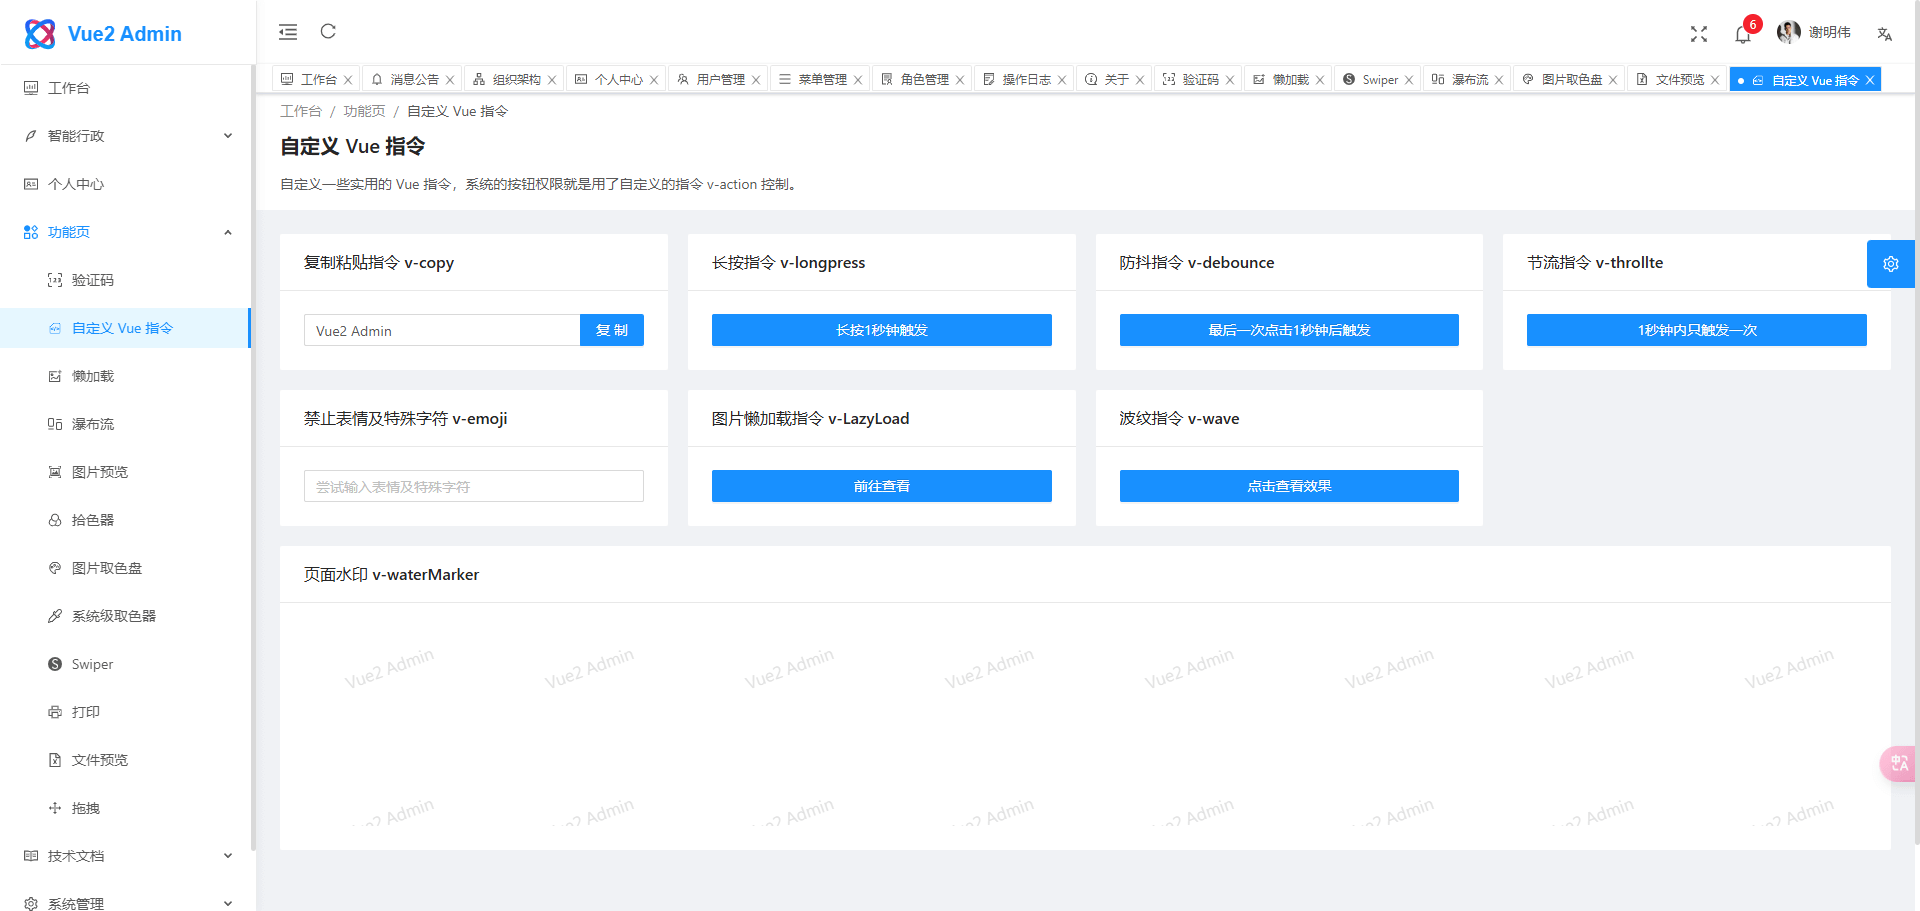 Vue2 Admin
6
谢明伟
工作台
智能行政
个人中心
功能页
验证码
自定义 Vue 指令
懒加载
瀑布流
图片预览
拾色器
图片取色盘
系统级取色器
Swiper
打印
文件预览
拖拽
技术文档
系统管理
工作台 消息公告 组织架构 个人中心 用户管理 菜单管理 角色管理 操作日志 关于 验证码 懒加载 Swiper 瀑布流 图片取色盘 文件预览 自定义 Vue 指令
工作台 / 功能页 / 自定义 Vue 指令
自定义 Vue 指令
自定义一些实用的 Vue 指令，系统的按钮权限就是用了自定义的指令 v-action 控制。
复制粘贴指令 v-copy
Vue2 Admin
复 制
长按指令 v-longpress
长按1秒钟触发
防抖指令 v-debounce
最后一次点击1秒钟后触发
节流指令 v-throllte
1秒钟内只触发一次
禁止表情及特殊字符 v-emoji
尝试输入表情及特殊字符
图片懒加载指令 v-LazyLoad
前往查看
波纹指令 v-wave
点击查看效果
页面水印 v-waterMarker
Vue2 Admin Vue2 Admin Vue2 Admin Vue2 Admin Vue2 Admin Vue2 Admin Vue2 Admin Vue2 Admin
Admin Admin Admin Admin Admin Admin Admin Admin